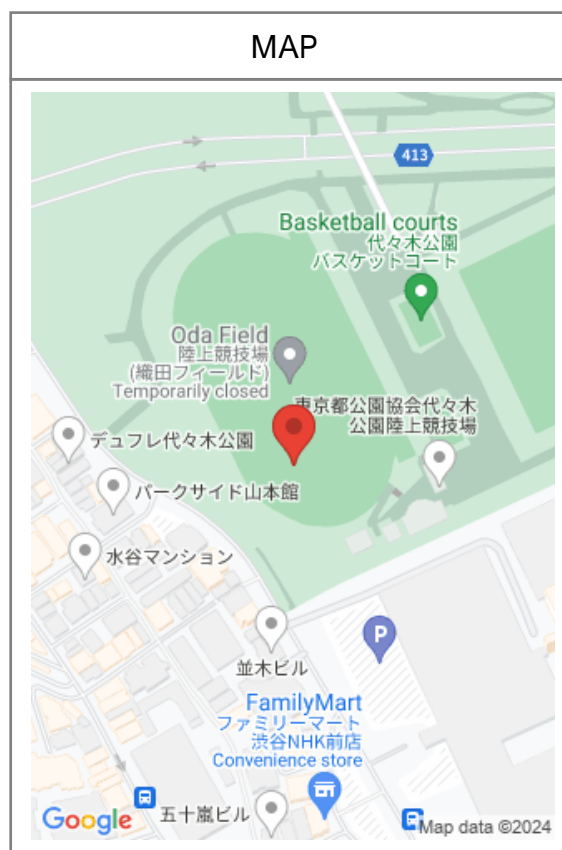 MAP
413
Basketball courts
代々木公園
バスケットコート
Oda Field
陸上競技場
(織田フィールド)
Temporarily closed
東京都公園協会代々木
公園陸上競技場
デュフレ代々木公園
パークサイド山本館
水谷マンション
並木ビル
P
FamilyMart
ファミリーマート
渋谷NHK前店
Convenience store
五十嵐ビル
Google
Map data ©2024